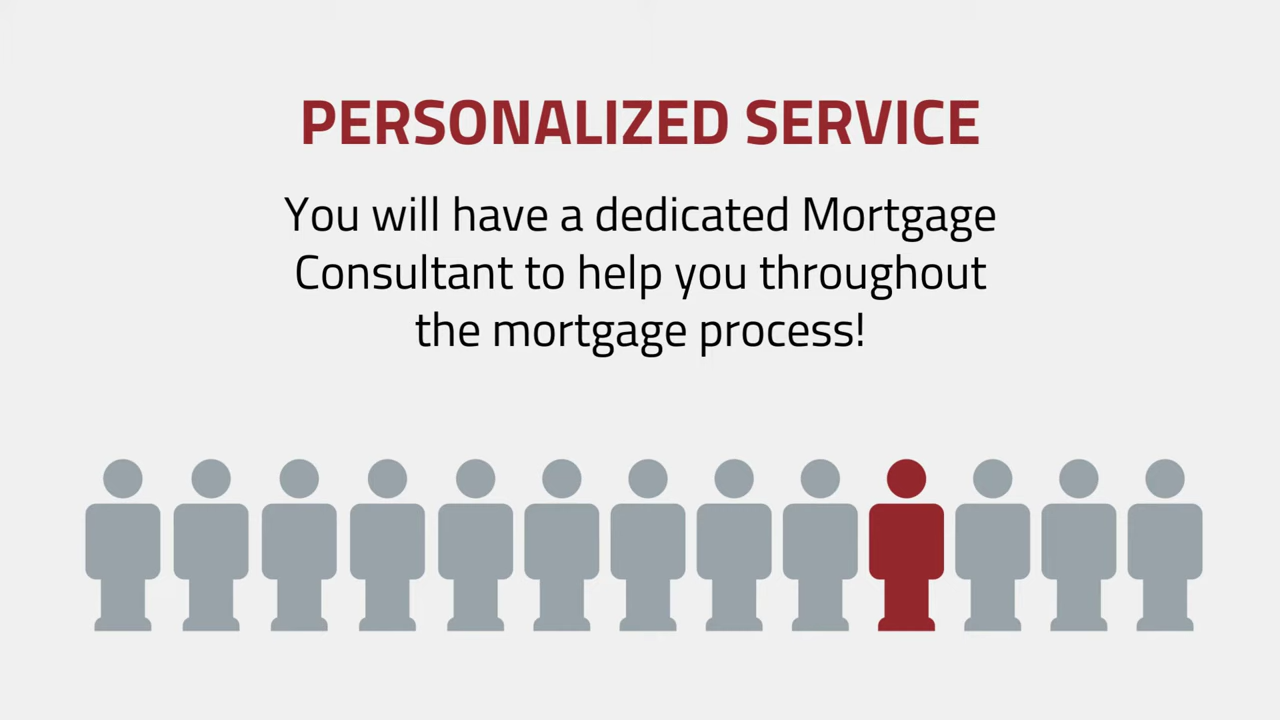 PERSONALIZED SERVICE
You will have a dedicated Mortgage
Consultant to help you throughout
the mortgage process!